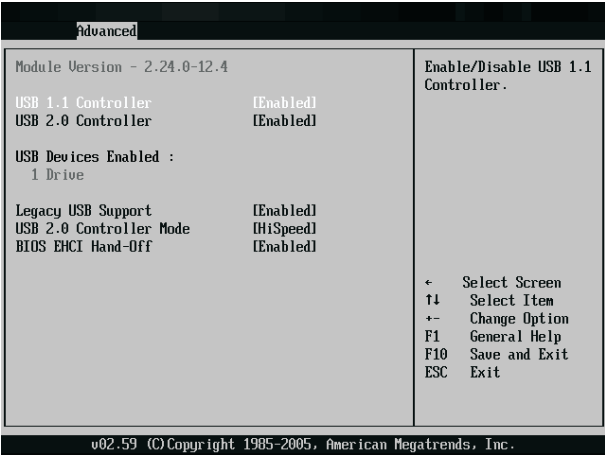 Advanced
Module Version - 2.24.0-12.4
USB 1.1 Controller [Enabled]
USB 2.0 Controller [Enabled]
USB Devices Enabled :
1 Drive
Legacy USB Support [Enabled]
USB 2.0 Controller Mode [HiSpeed]
BIOS EHCI Hand-Off [Enabled]
Enable/Disable USB 1.1
Controller.
← Select Screen
↑↓ Select Item
+- Change Option
F1 General Help
F10 Save and Exit
ESC Exit
v02.59 (C)Copyright 1985-2005, American Megatrends, Inc.